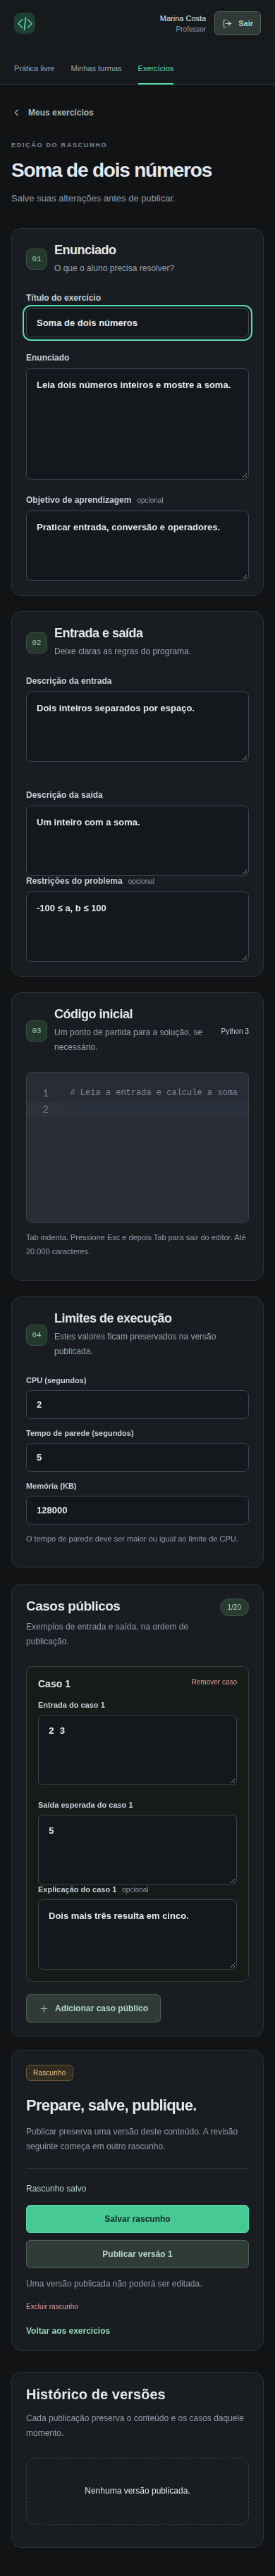 Marina Costa
Professor
Sair
Prática livre
Minhas turmas
Exercícios
Meus exercícios
EDIÇÃO DO RASCUNHO
Soma de dois números
Salve suas alterações antes de publicar.
01
Enunciado
O que o aluno precisa resolver?
Título do exercício
Soma de dois números
Enunciado
Leia dois números inteiros e mostre a soma.
Objetivo de aprendizagem opcional
Praticar entrada, conversão e operadores.
02
Entrada e saída
Deixe claras as regras do programa.
Descrição da entrada
Dois inteiros separados por espaço.
Descrição da saída
Um inteiro com a soma.
Restrições do problema opcional
-100 ≤ a, b ≤ 100
03
Código inicial
Um ponto de partida para a solução, se
necessário.
Python 3
1 # Leia a entrada e calcule a soma
2
Tab indenta. Pressione Esc e depois Tab para sair do editor. Até
20.000 caracteres.
04
Limites de execução
Estes valores ficam preservados na versão
publicada.
CPU (segundos)
2
Tempo de parede (segundos)
5
Memória (KB)
128000
O tempo de parede deve ser maior ou igual ao limite de CPU.
Casos públicos
1/20
Exemplos de entrada e saída, na ordem de
publicação.
Caso 1
Remover caso
Entrada do caso 1
2 3
Saída esperada do caso 1
5
Explicação do caso 1 opcional
Dois mais três resulta em cinco.
Adicionar caso público
Rascunho
Prepare, salve, publique.
Publicar preserva uma versão deste conteúdo. A revisão
seguinte começa em outro rascunho.
Rascunho salvo
Salvar rascunho
Publicar versão 1
Uma versão publicada não poderá ser editada.
Excluir rascunho
Voltar aos exercícios
Histórico de versões
Cada publicação preserva o conteúdo e os casos daquele
momento.
Nenhuma versão publicada.